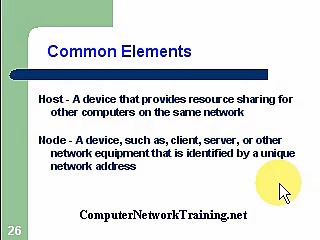 Common Elements
Host - A device that provides resource sharing for
other computers on the same network
Node - A device, such as, client, server, or other
network equipment that is identified by a unique
network address
ComputerNetworkTraining.net
26